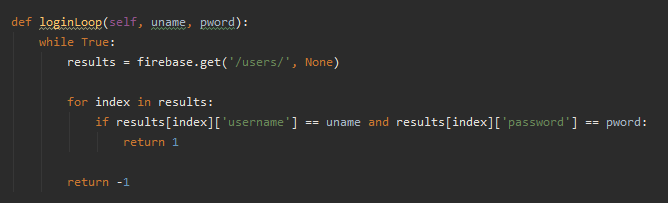 def loginLoop(self, uname, pword):
    while True:
        results = firebase.get('/users/', None)
        for index in results:
            if results[index]['username'] == uname and results[index]['password'] == pword:
                return 1
        return -1